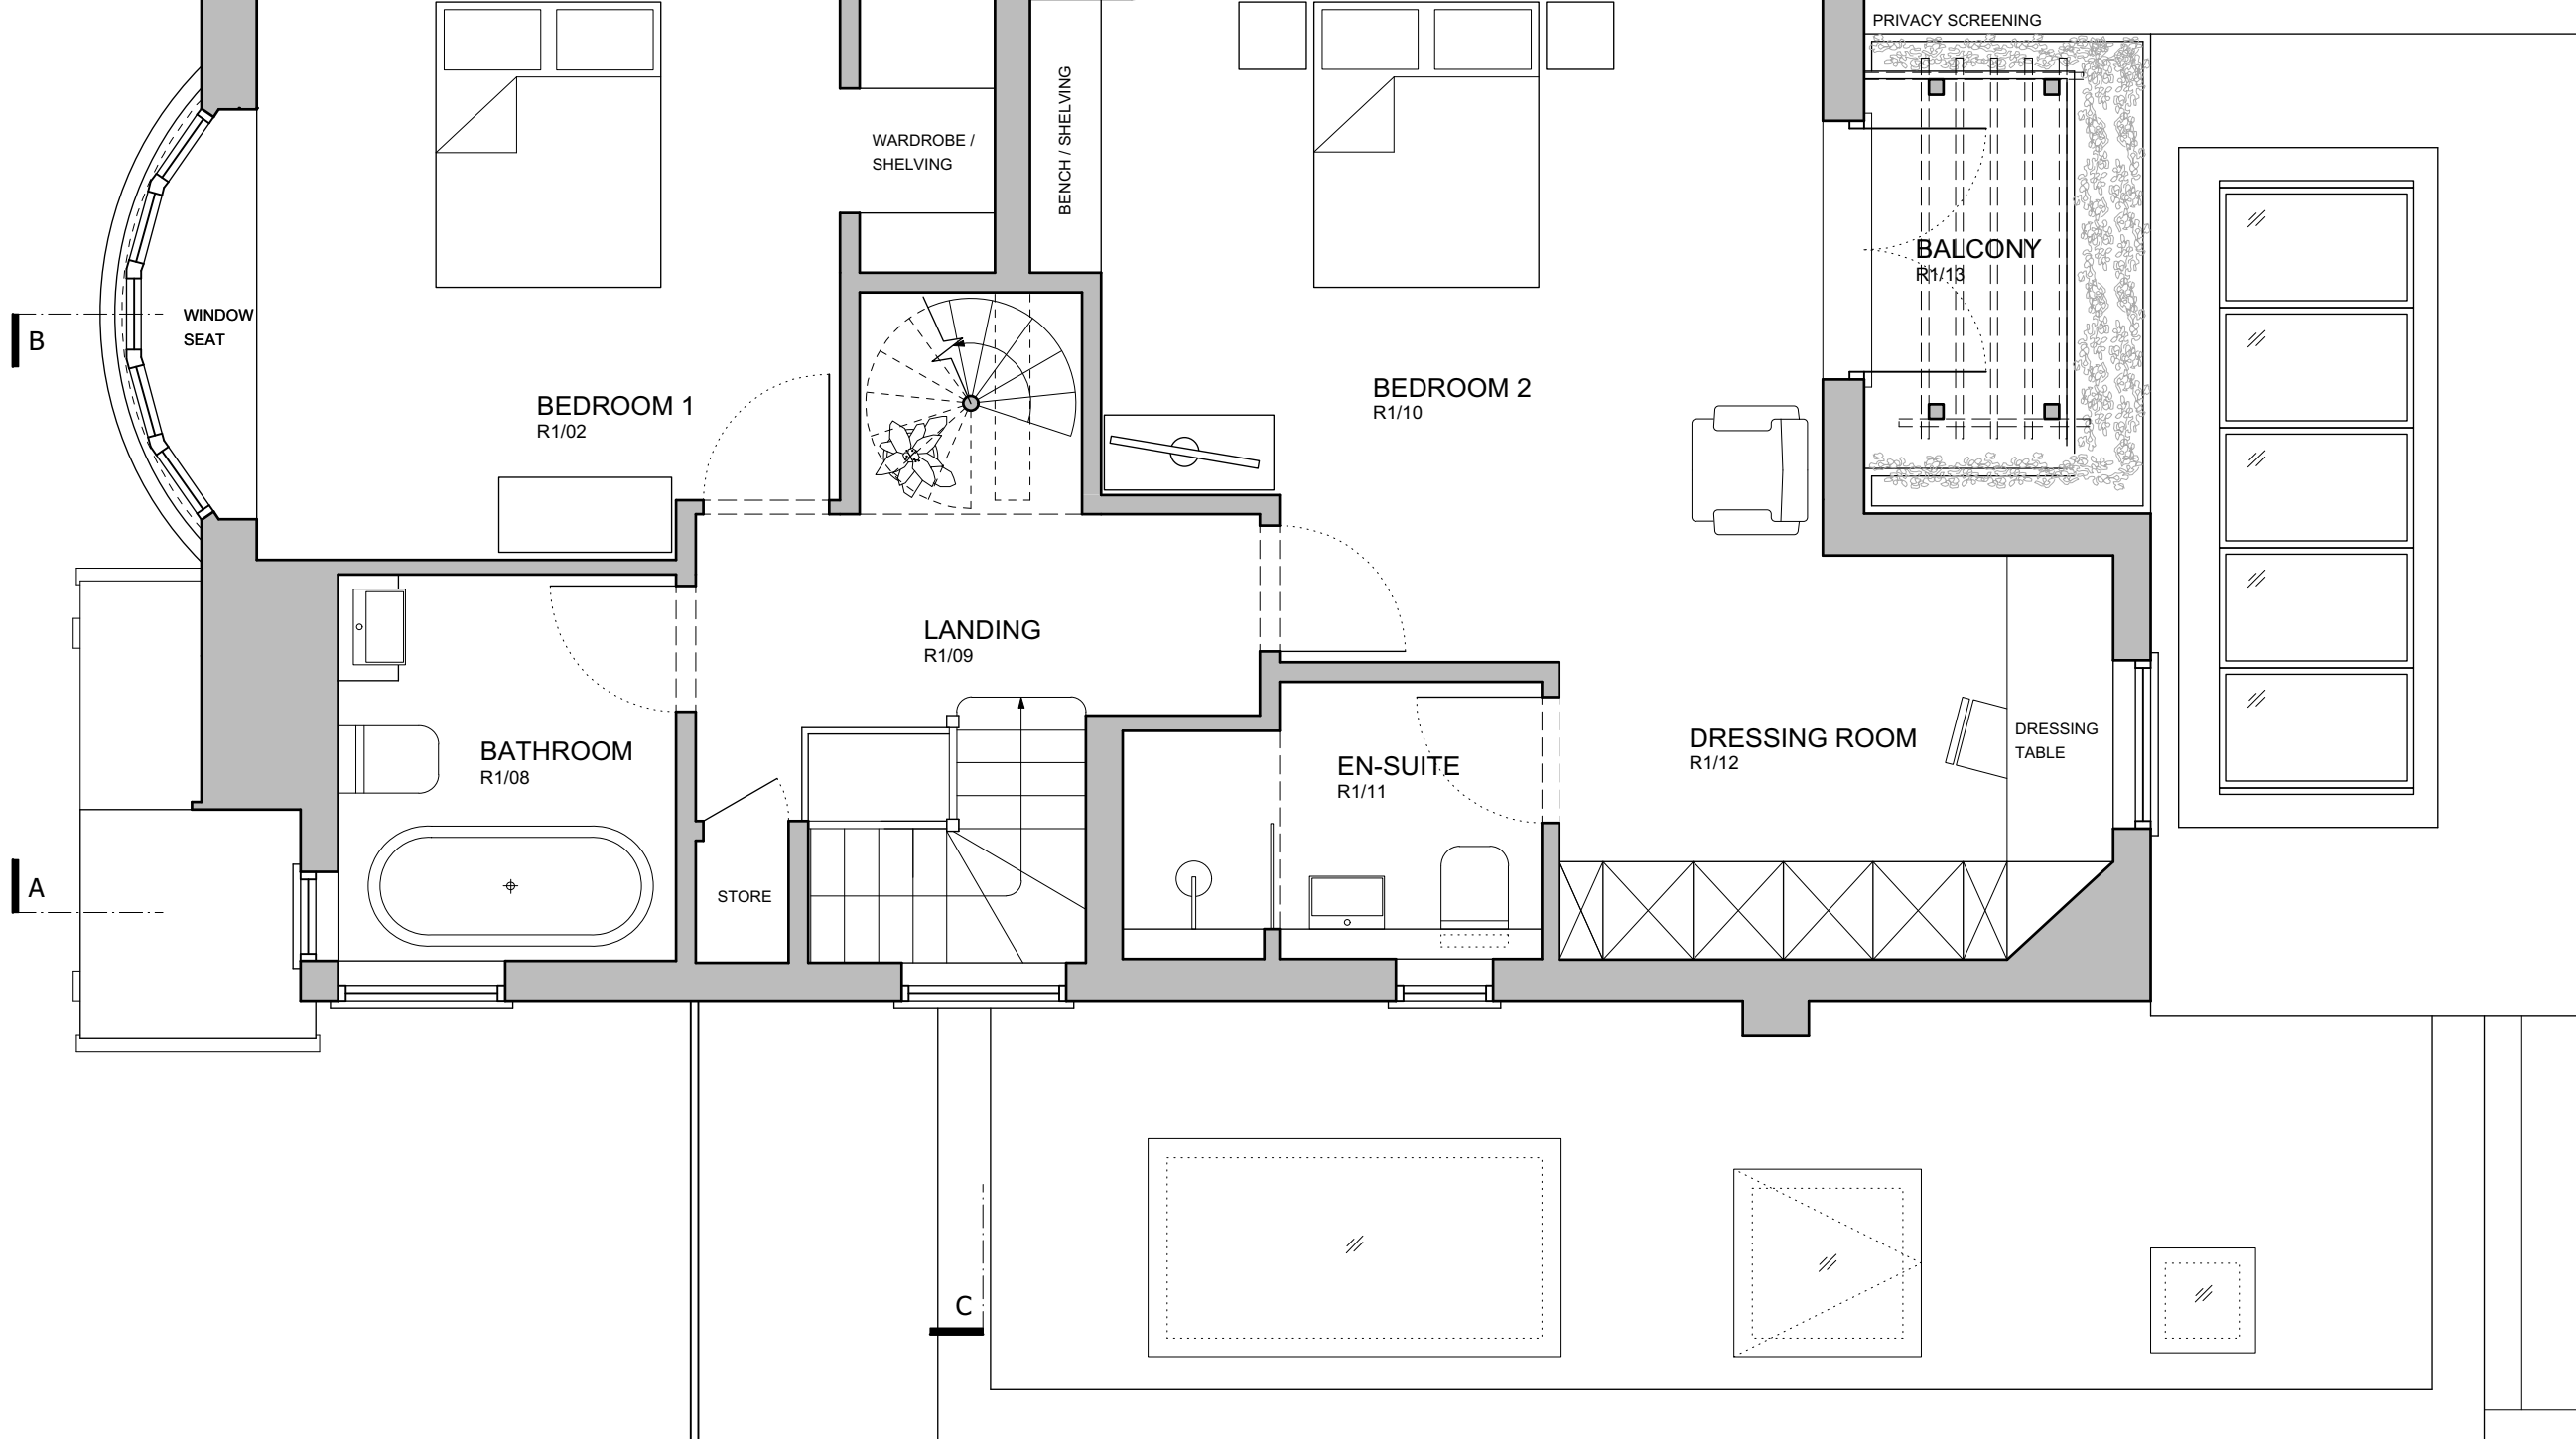 PRIVACY SCREENING
WARDROBE /
SHELVING
BENCH / SHELVING
BALCONY
R1/13
WINDOW
SEAT
B
BEDROOM 1
R1/02
BEDROOM 2
R1/10
LANDING
R1/09
BATHROOM
R1/08
EN-SUITE
R1/11
DRESSING ROOM
R1/12
DRESSING
TABLE
A
STORE
C